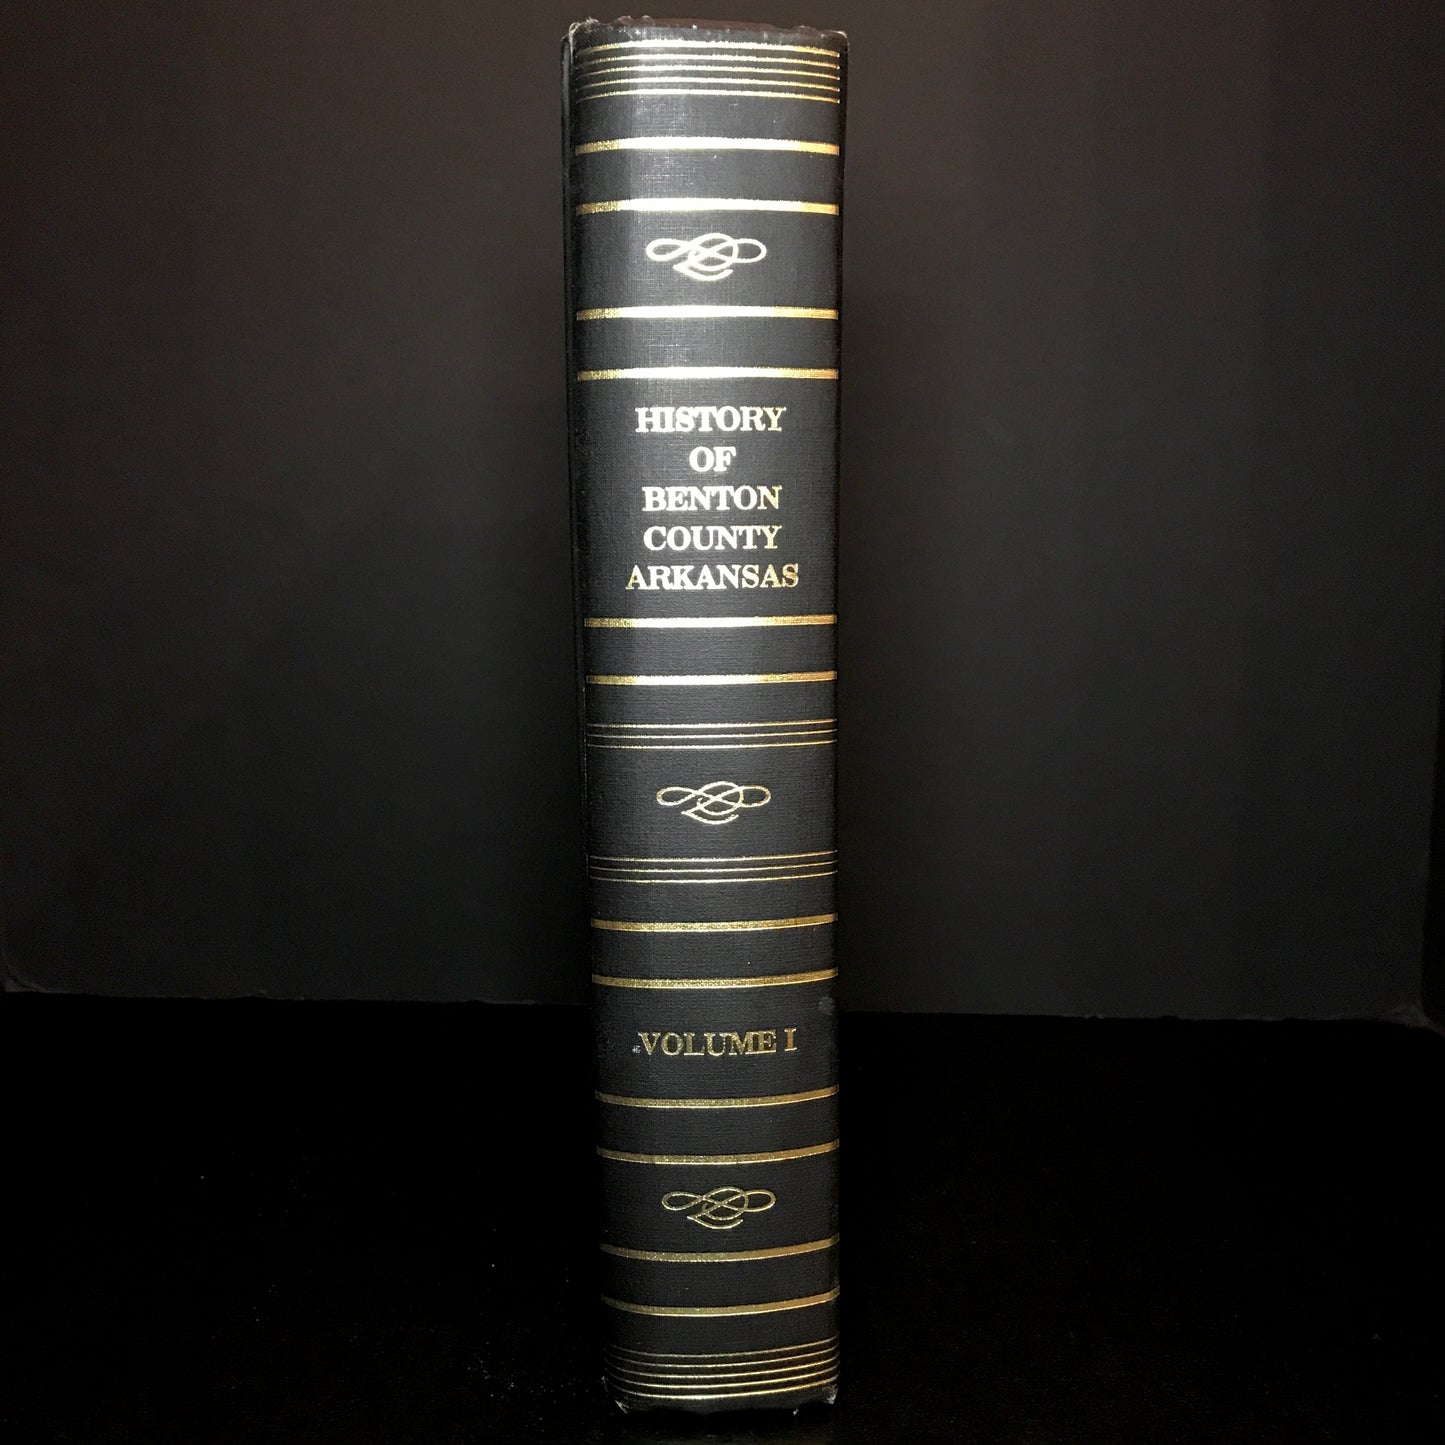 HISTORY
OF
BENTON
COUNTY
ARKANSAS
VOLUME I